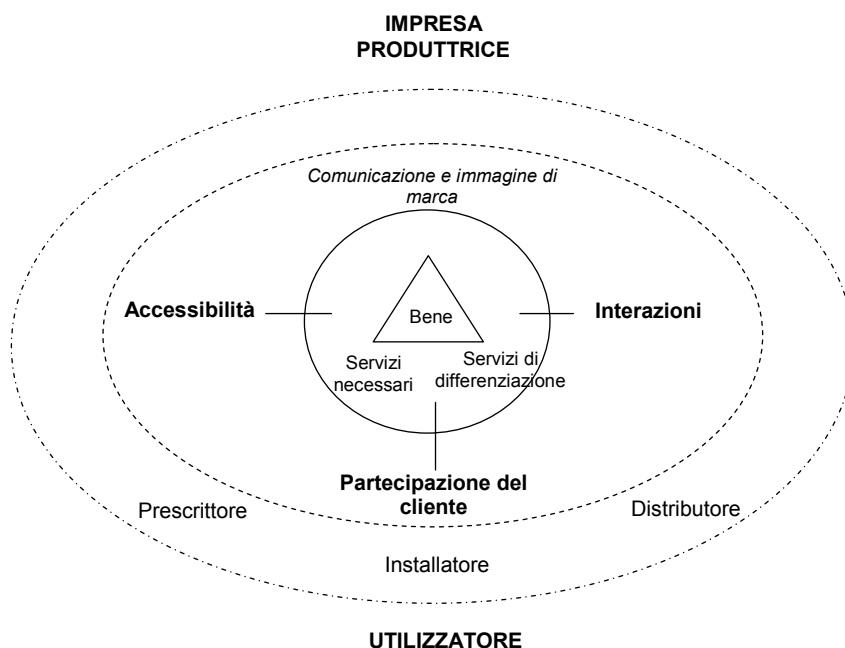 IMPRESA
PRODUTTRICE
Comunicazione e immagine di
marca
Accessibilità
Interazioni
Bene
Servizi
necessari
Servizi di
differenziazione
Partecipazione del
cliente
Prescrittore
Distributore
Installatore
UTILIZZATORE